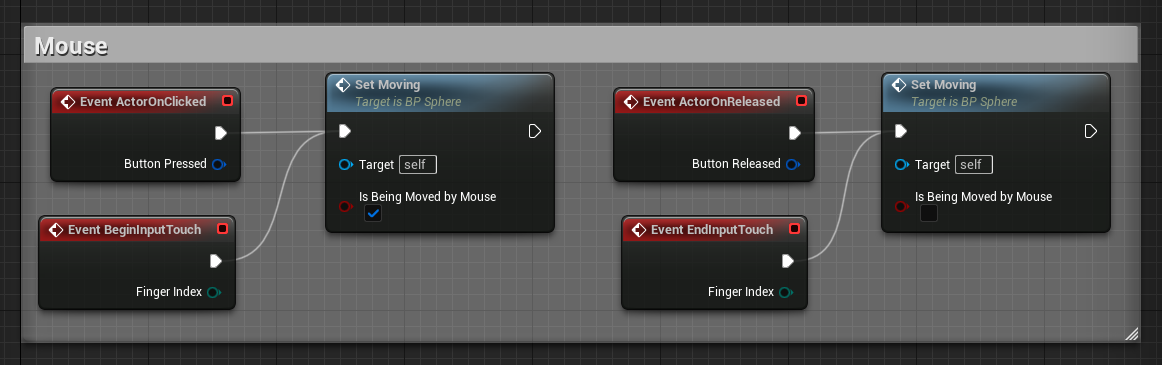 Mouse
Event ActorOnClicked
Button Pressed
Set Moving
Target is BP Sphere
Target self
Is Being Moved by Mouse
Event BeginInputTouch
Finger Index
Event ActorOnReleased
Button Released
Set Moving
Target is BP Sphere
Target self
Is Being Moved by Mouse
Event EndInputTouch
Finger Index